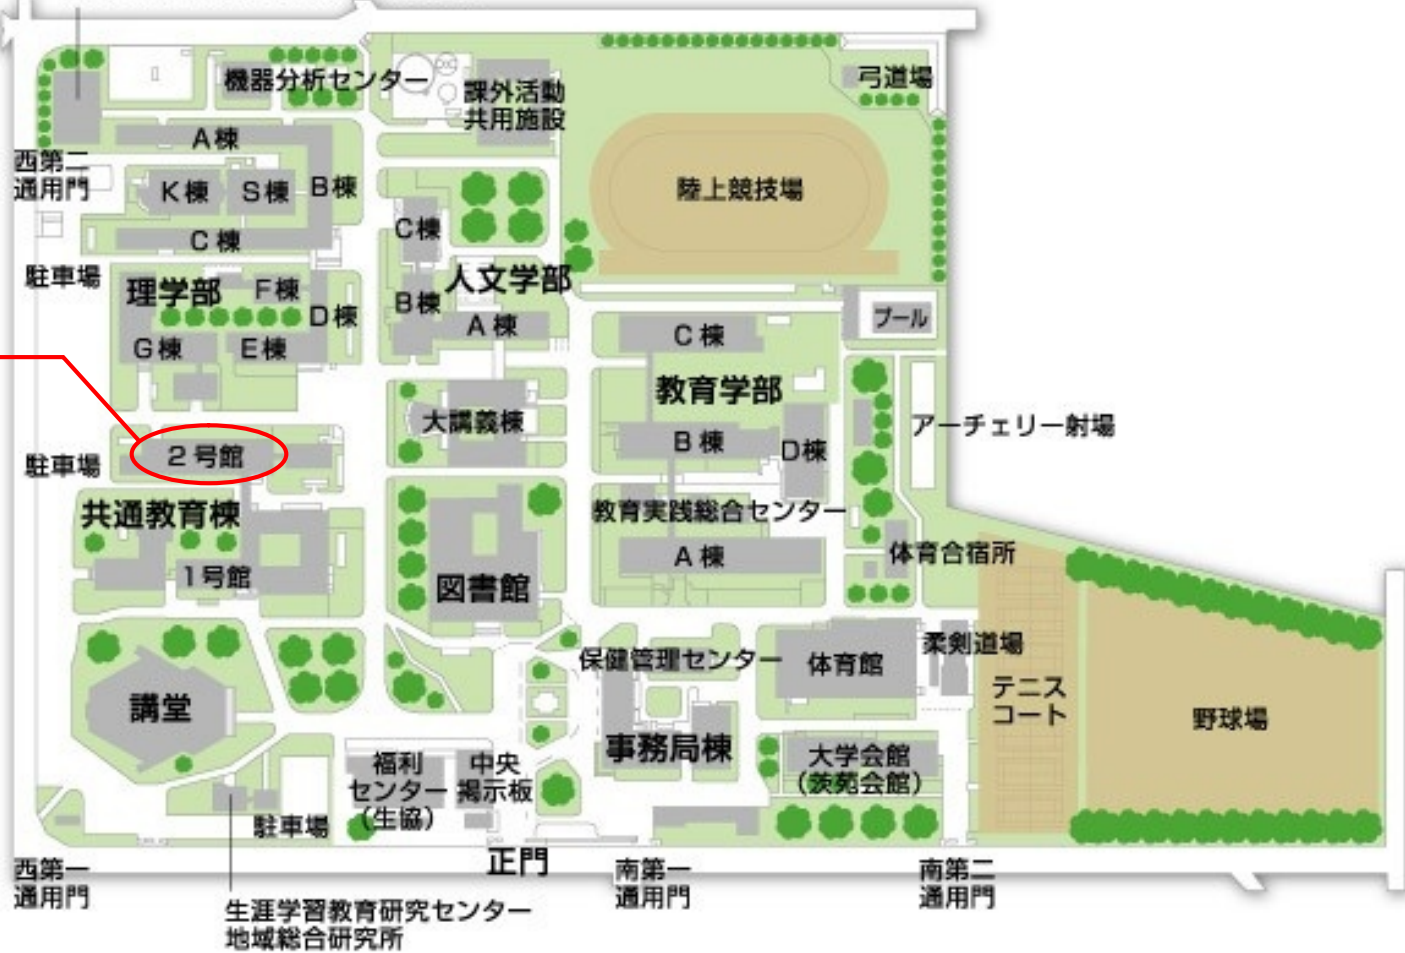 機器分析センター
課外活動
共用施設
弓道場
A棟
西第二
通用門
K棟
S棟
B棟
陸上競技場
C棟
C棟
駐車場
理学部
F棟
人文学部
B棟
D棟
A棟
プール
C棟
G棟
E棟
教育学部
大講義棟
アーチェリー射場
B棟
D棟
2号館
駐車場
共通教育棟
教育実践総合センター
体育合宿所
A棟
1号館
図書館
柔剣道場
保健管理センター
体育館
テニス
コート
講堂
野球場
事務局棟
福利
センター
(生協)
中央
掲示板
大学会館
(茨苑会館)
駐車場
正門
西第一
通用門
南第一
通用門
南第二
通用門
生涯学習教育研究センター
地域総合研究所